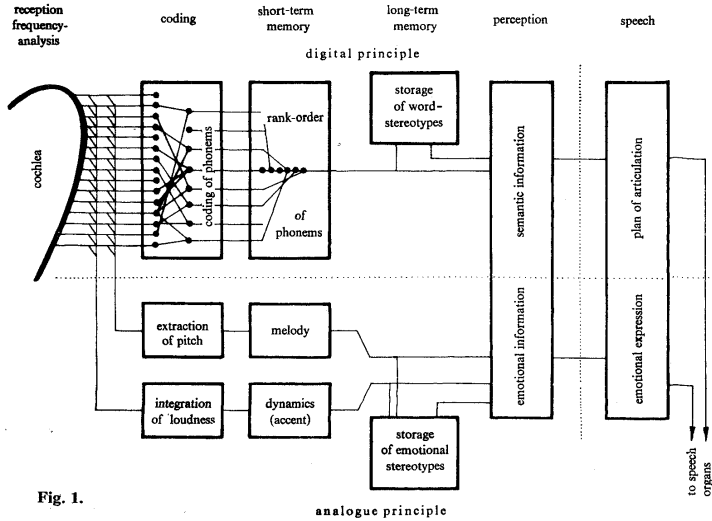 reception
frequency-
analysis
coding
short-term
memory
long-term
memory
perception
speech
digital principle
cochlea
coding of phonems
rank-order
of phonems
storage
of word-
stereotypes
semantic information
plan of articulation
extraction
of pitch
melody
emotional information
emotional expression
integration
of loudness
dynamics
(accent)
storage
of emotional
stereotypes
to speech
organs
Fig. 1.
analogue principle